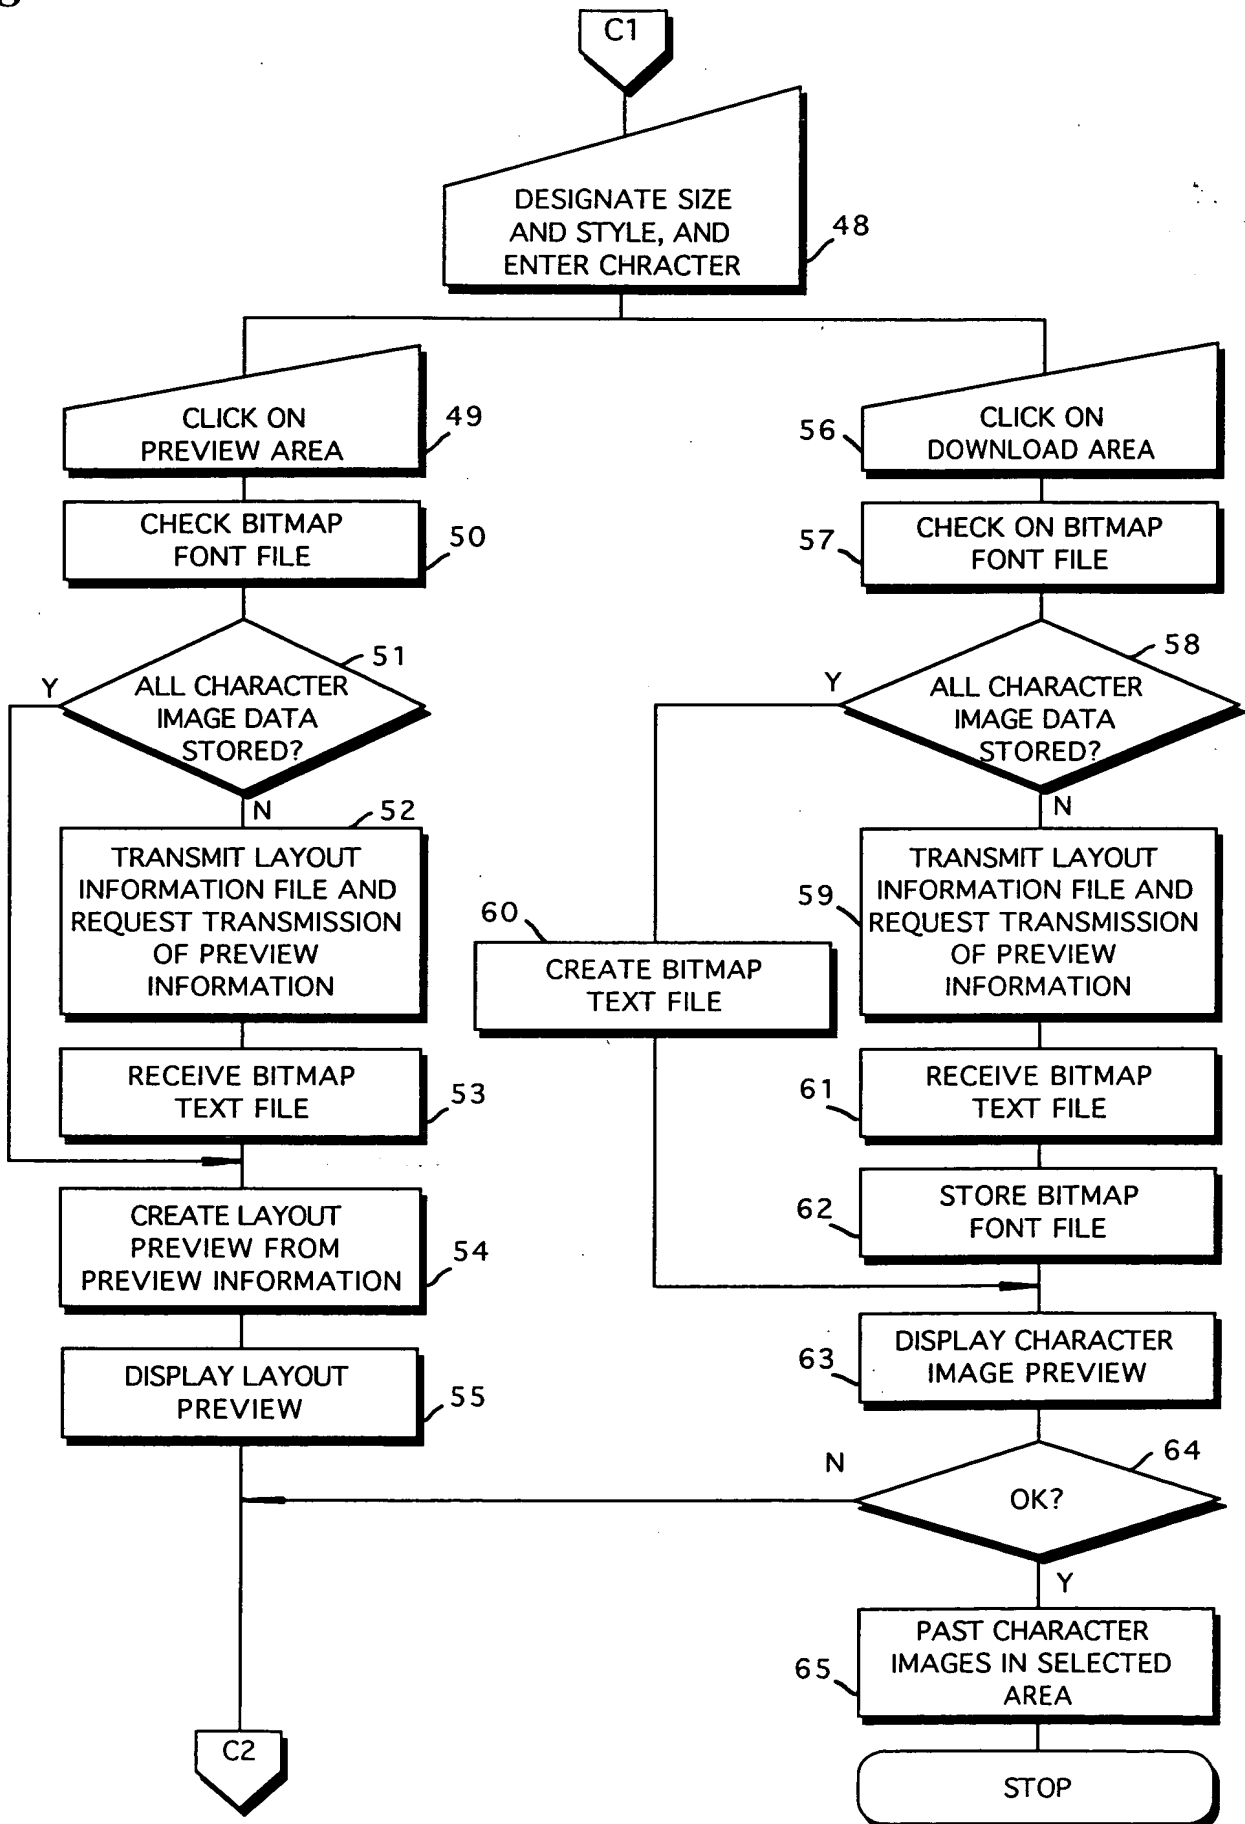 C1
DESIGNATE SIZE
AND STYLE, AND
ENTER CHRACTER
48
CLICK ON
PREVIEW AREA
49
CHECK BITMAP
FONT FILE
50
51
Y
ALL CHARACTER
IMAGE DATA
STORED?
N
52
TRANSMIT LAYOUT
INFORMATION FILE AND
REQUEST TRANSMISSION
OF PREVIEW
INFORMATION
RECEIVE BITMAP
TEXT FILE
53
CREATE LAYOUT
PREVIEW FROM
PREVIEW INFORMATION
54
DISPLAY LAYOUT
PREVIEW
55
C2
56
CLICK ON
DOWNLOAD AREA
57
CHECK ON BITMAP
FONT FILE
58
Y
ALL CHARACTER
IMAGE DATA
STORED?
N
59
TRANSMIT LAYOUT
INFORMATION FILE AND
REQUEST TRANSMISSION
OF PREVIEW
INFORMATION
60
CREATE BITMAP
TEXT FILE
61
RECEIVE BITMAP
TEXT FILE
62
STORE BITMAP
FONT FILE
63
DISPLAY CHARACTER
IMAGE PREVIEW
64
N
OK?
Y
65
PAST CHARACTER
IMAGES IN SELECTED
AREA
STOP